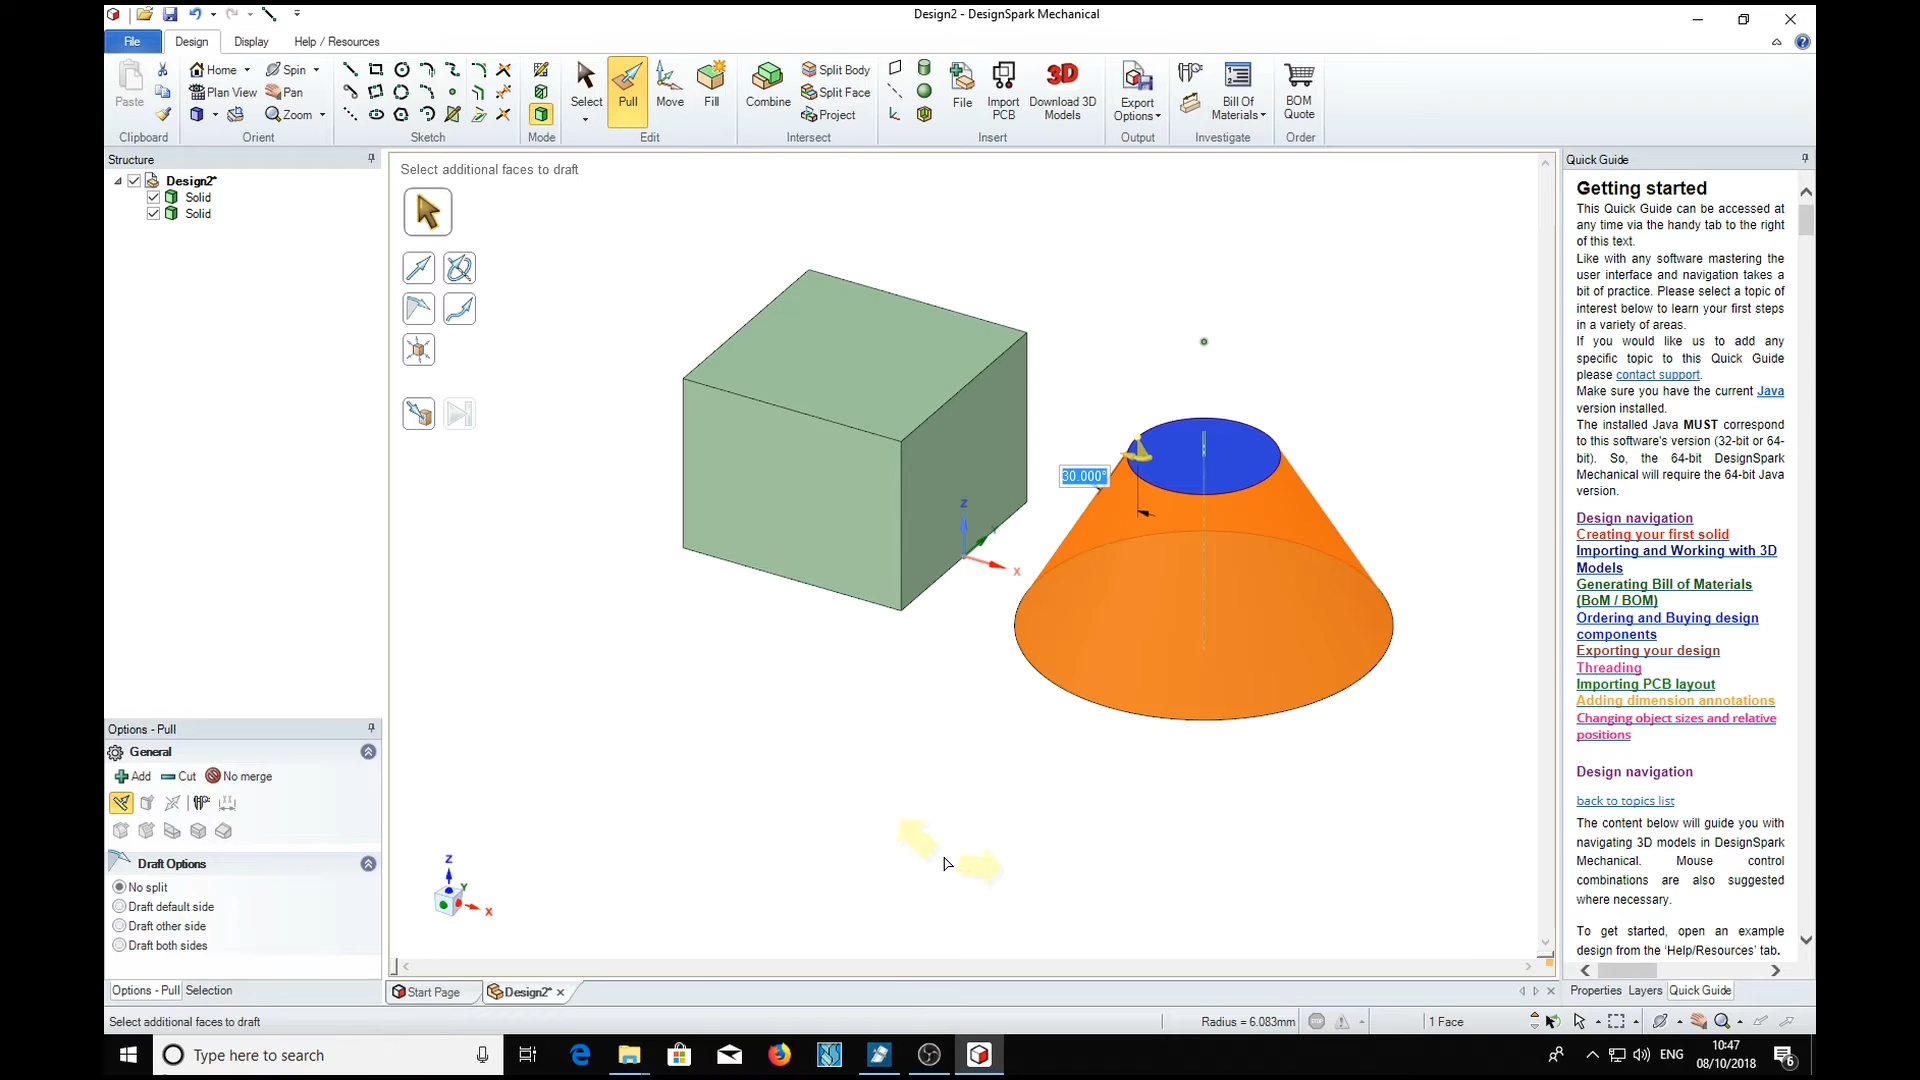 Design2 - DesignSpark Mechanical
File Design Display Help / Resources
Paste
Clipboard
Home Spin
Plan View Pan
Zoom
Orient
Sketch
Mode
Select Pull Move Fill
Edit
Combine
Split Body
Split Face
Project
Intersect
File
Import PCB
3D
Download 3D Models
Insert
Export Options
Output
Bill Of Materials
Investigate
BOM Quote
Order
Structure
Design2*
Solid
Solid
Select additional faces to draft
30.000°
Z
Y
X
Z
Y
X
Options - Pull
General
Add Cut No merge
Draft Options
No split
Draft default side
Draft other side
Draft both sides
Options - Pull Selection
Start Page Design2*
Quick Guide
Getting started
This Quick Guide can be accessed at
any time via the handy tab to the right
of this text.
Like with any software mastering the
user interface and navigation takes a
bit of practice. Please select a topic of
interest below to learn your first steps
in a variety of areas.
If you would like us to add any
specific topic to this Quick Guide
please contact support.
Make sure you have the current Java
version installed.
The installed Java MUST correspond
to this software's version (32-bit or 64-
bit). So, the 64-bit DesignSpark
Mechanical will require the 64-bit Java
version.
Design navigation
Creating your first solid
Importing and Working with 3D
Models
Generating Bill of Materials
(BoM / BOM)
Ordering and Buying design
components
Exporting your design
Threading
Importing PCB layout
Adding dimension annotations
Changing object sizes and relative
positions
Design navigation
back to topics list
The content below will guide you with
navigating 3D models in DesignSpark
Mechanical. Mouse control
combinations are also suggested
where necessary.
To get started, open an example
design from the 'Help/Resources' tab.
Properties Layers Quick Guide
Select additional faces to draft
Radius = 6.083mm
1 Face
Type here to search
ENG
10:47
08/10/2018
6